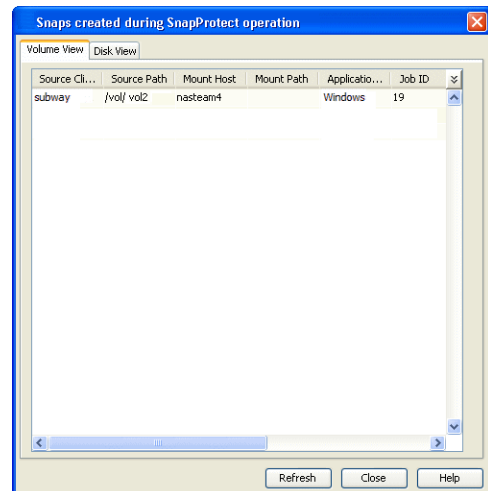 Snaps created during SnapProtect operation
Volume View Disk View
Source Cli... Source Path Mount Host Mount Path Applicatio... Job ID
subway /vol/ vol2 nasteam4 Windows 19
Refresh Close Help